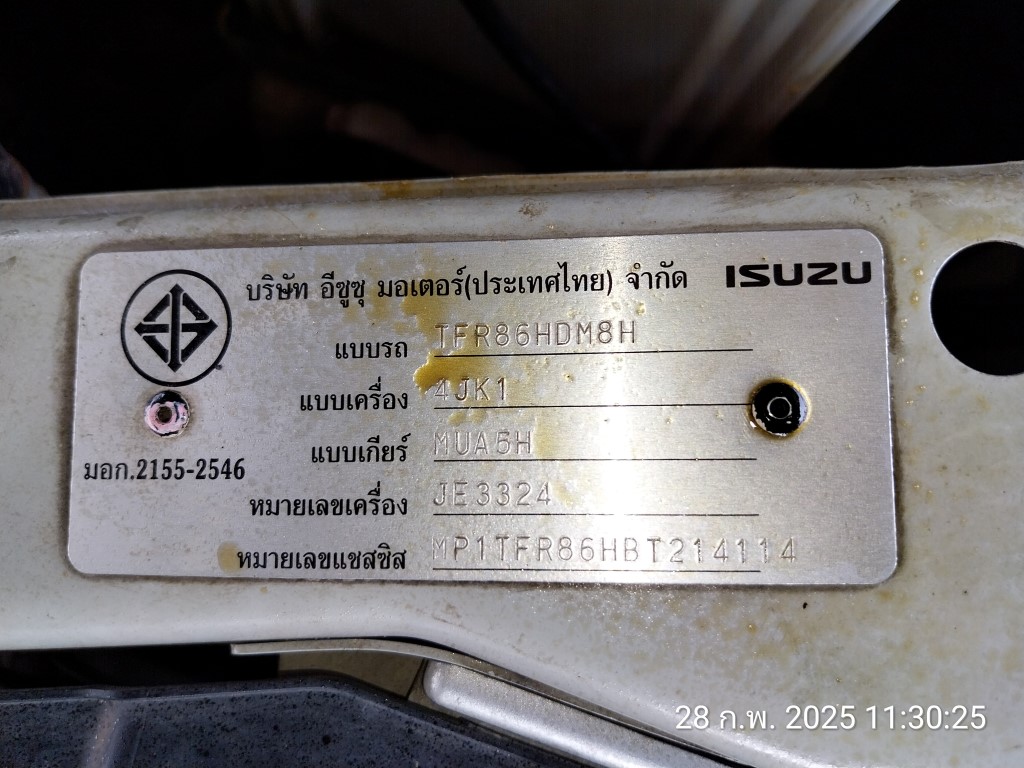 บริษัท อีซูซุ มอเตอร์(ประเทศไทย) จำกัด ISUZU
แบบรถ TFR86HDM8H
แบบเครื่อง 4JK1
แบบเกียร์ MUA5H
มอก.2155-2546
หมายเลขเครื่อง JE3324
หมายเลขแชสซิส MP1TFR86HBT214114
28 ก.พ. 2025 11:30:25